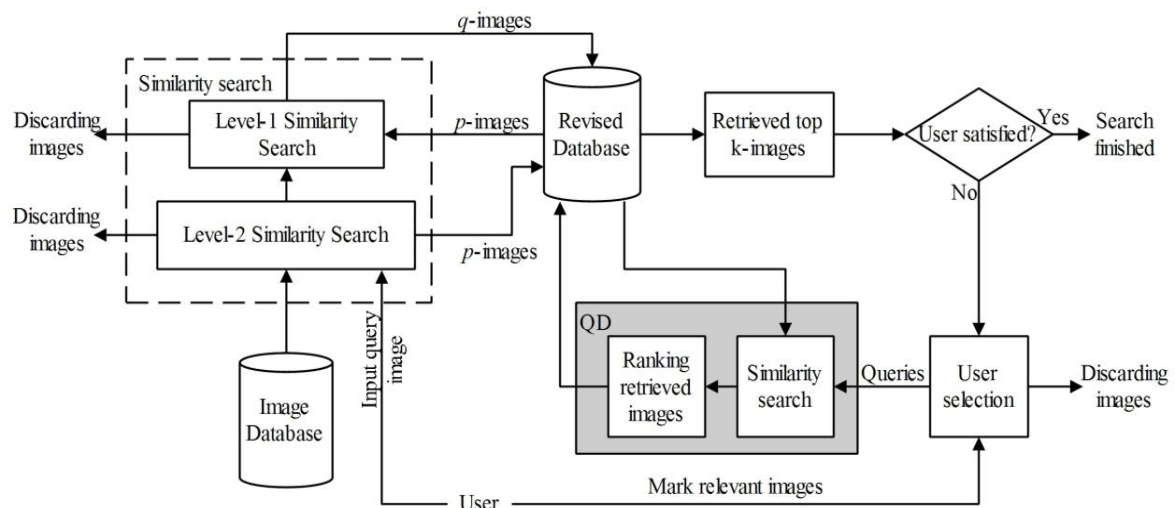 q-images
Similarity search
Discarding
images
Level-1 Similarity
Search
p-images
Revised
Database
Retrieved top
k-images
User satisfied?
Yes
Search
finished
No
Discarding
images
Level-2 Similarity Search
p-images
Input query
image
Image
Database
QD
Ranking
retrieved
images
Similarity
search
Queries
User
selection
Discarding
images
User
Mark relevant images